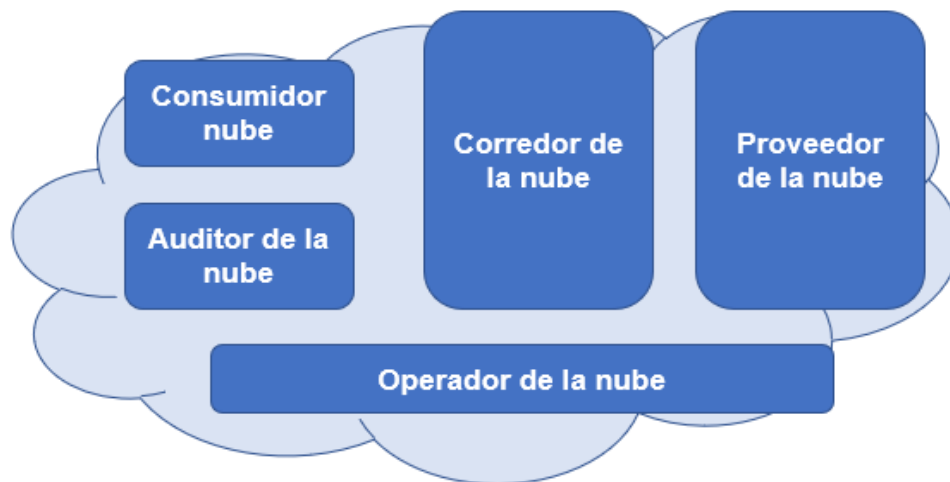 Consumidor
nube
Auditor de la
nube
Corredor de
la nube
Proveedor
de la nube
Operador de la nube